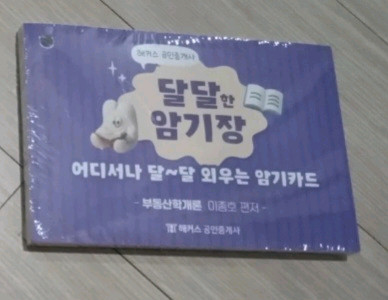 해커스 공인중개사
달달한
암기장
어디서나 달~달 외우는 암기카드
- 부동산학개론 이종호 편저 -
해커스 공인중개사